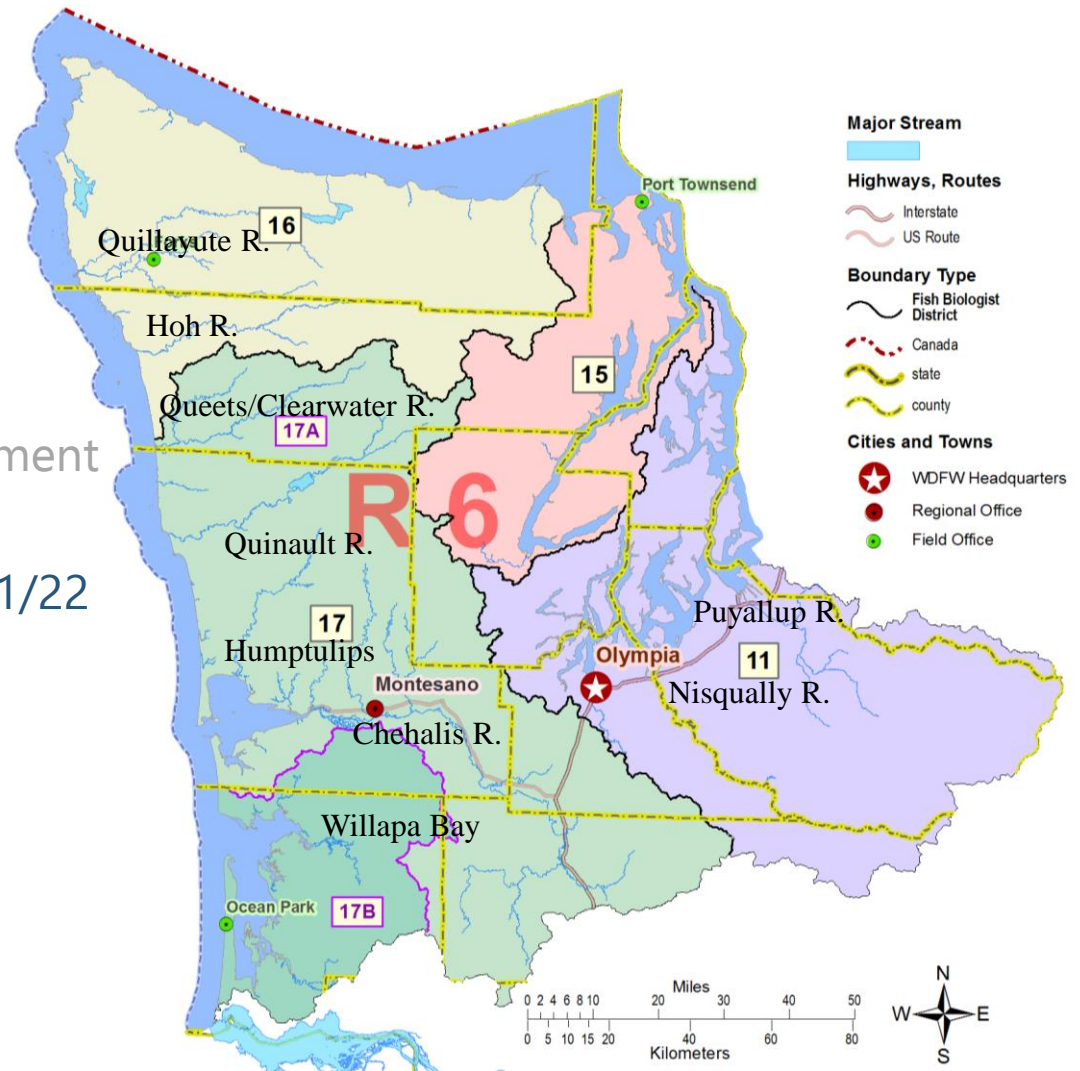 Port Townsend
16
Quillayute R.
Hoh R.
15
Queets/Clearwater R.
17A
ment
R 6
Quinault R.
1/22
17
Humptulips
Puyallup R.
Olympia
11
Montesano
Nisqually R.
Chehalis R.
Willapa Bay
Ocean Park
17B
Major Stream
Highways, Routes
Interstate
US Route
Boundary Type
Fish Biologist
District
Canada
state
county
Cities and Towns
WDFW Headquarters
Regional Office
Field Office
Miles
0 2 4 6 8 10 20 30 40 50
0 5 10 15 20 40 60 80
Kilometers
N
W E
S